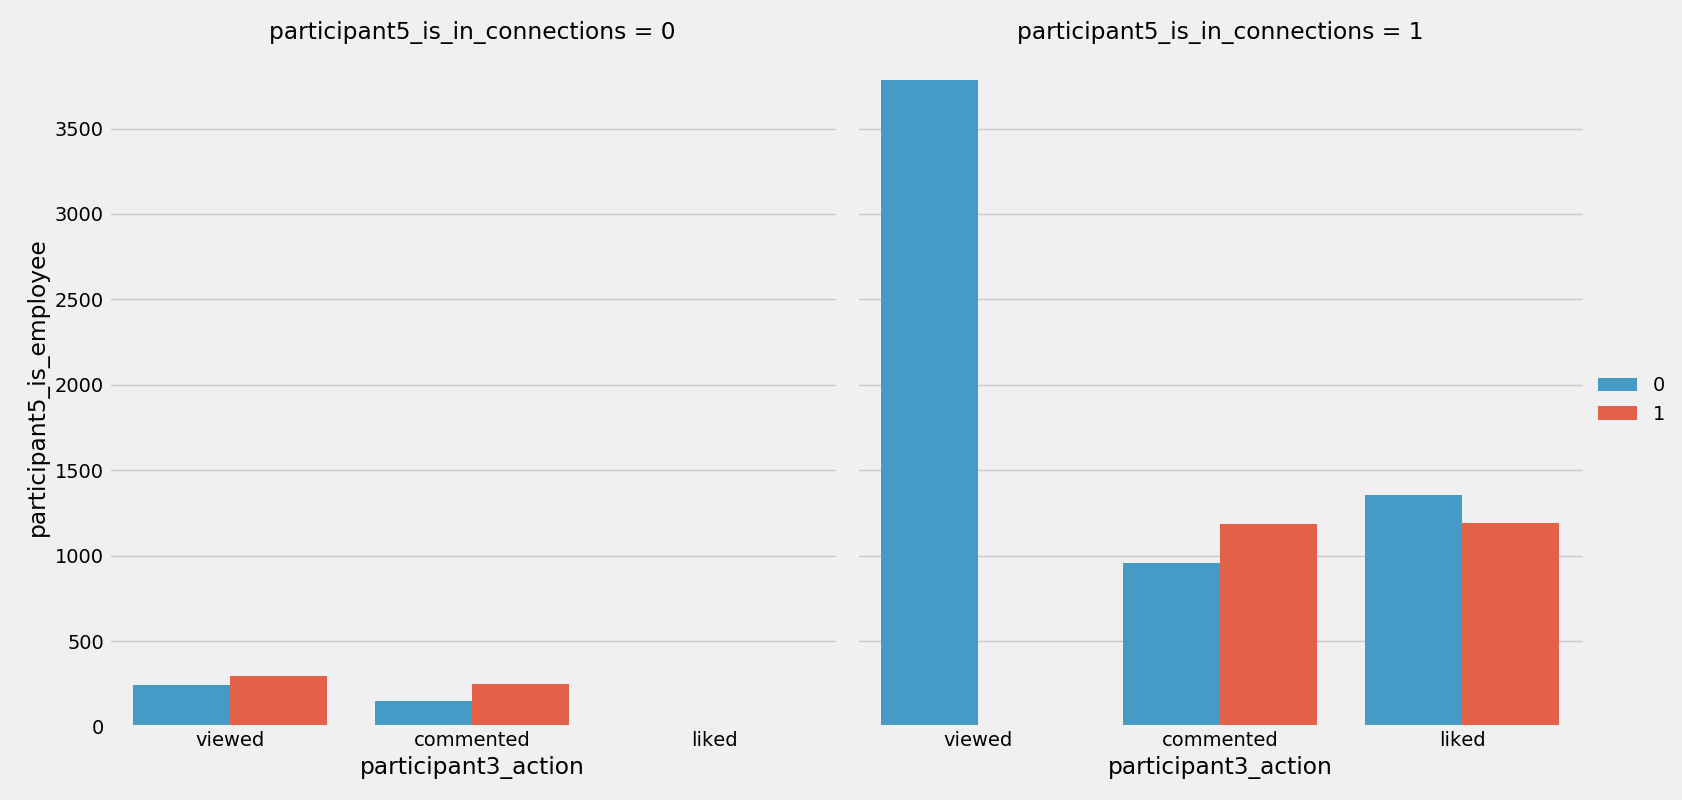 participant5_is_in_connections = 0
participant5_is_in_connections = 1
participant5_is_employee
3500
3000
2500
2000
1500
1000
500
0
viewed
commented
liked
participant3_action
viewed
commented
liked
participant3_action
0
1